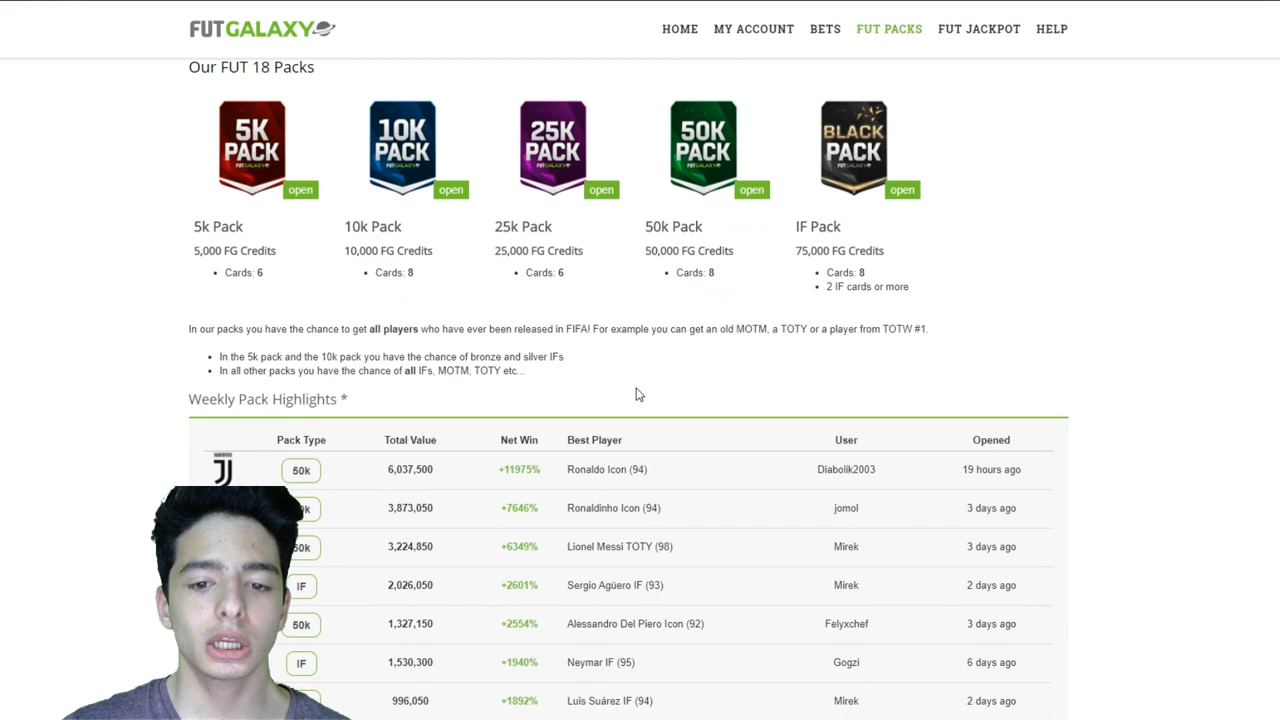 FUTGALAXY
HOME MY ACCOUNT BETS FUT PACKS FUT JACKPOT HELP
Our FUT 18 Packs
5K PACK FUTGALAXY
10K PACK FUTGALAXY
25K PACK FUTGALAXY
50K PACK FUTGALAXY
BLACK PACK FUTGALAXY
open open open open open
5k Pack 10k Pack 25k Pack 50k Pack IF Pack
5,000 FG Credits 10,000 FG Credits 25,000 FG Credits 50,000 FG Credits 75,000 FG Credits
• Cards: 6 • Cards: 8 • Cards: 6 • Cards: 8 • Cards: 8
• 2 IF cards or more
In our packs you have the chance to get all players who have ever been released in FIFA! For example you can get an old MOTM, a TOTY or a player from TOTW #1.
• In the 5k pack and the 10k pack you have the chance of bronze and silver IFs
• In all other packs you have the chance of all IFs, MOTM, TOTY etc...
Weekly Pack Highlights *
Pack Type Total Value Net Win Best Player User Opened
JUVENTUS 50k 6,037,500 +11975% Ronaldo Icon (94) Diabolik2003 19 hours ago
3,873,050 +7646% Ronaldinho Icon (94) jomol 3 days ago
50k 3,224,850 +6349% Lionel Messi TOTY (98) Mirek 3 days ago
IF 2,026,050 +2601% Sergio Agüero IF (93) Mirek 2 days ago
50k 1,327,150 +2554% Alessandro Del Piero Icon (92) Felyxchef 3 days ago
IF 1,530,300 +1940% Neymar IF (95) Gogzi 6 days ago
996,050 +1892% Luis Suárez IF (94) Mirek 2 days ago